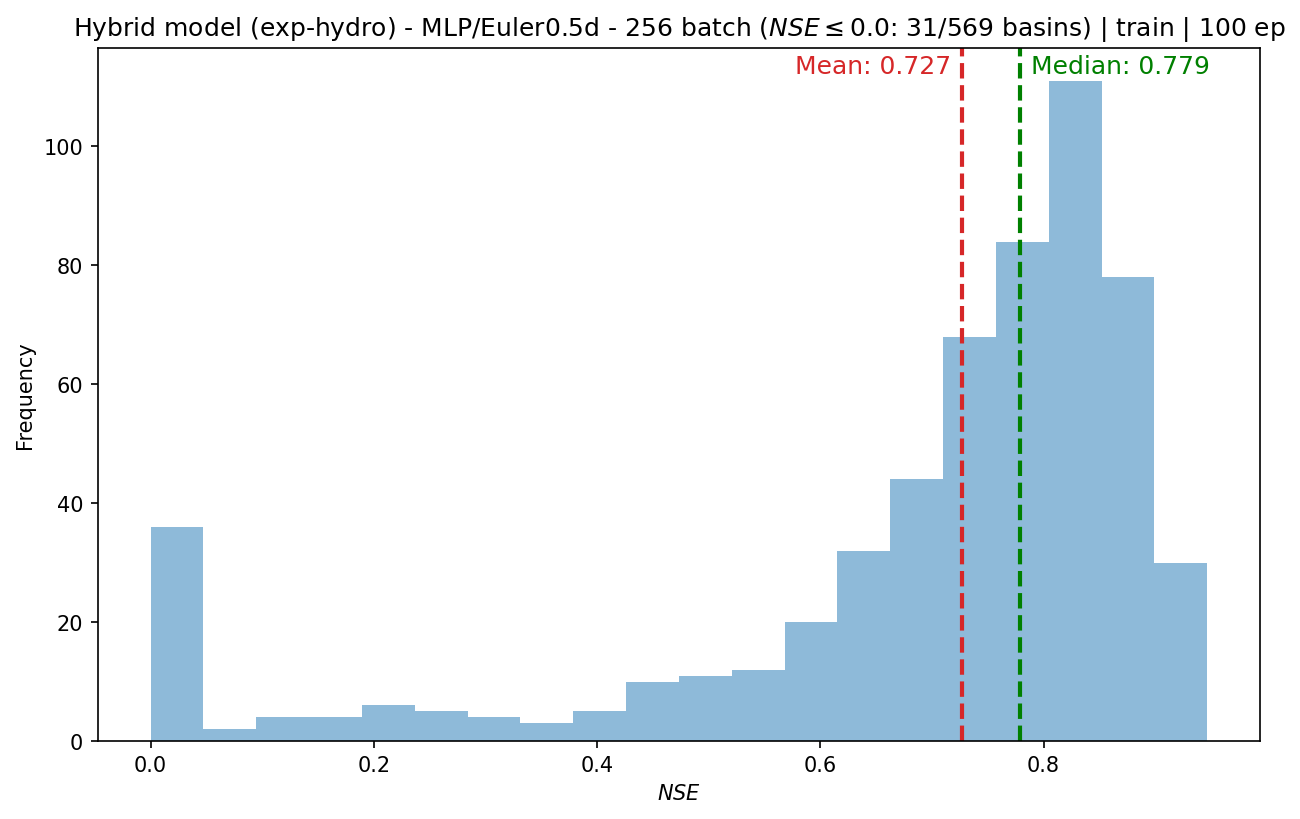 Hybrid model (exp-hydro) - MLP/Euler0.5d - 256 batch (NSE ≤ 0.0: 31/569 basins) | train | 100 ep
Mean: 0.727
Median: 0.779
100
80
60
40
20
0
Frequency
0.0 0.2 0.4 0.6 0.8
NSE